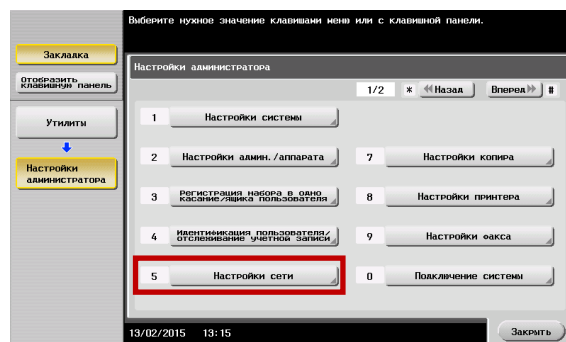 Выберите нужное значение клавишами меню или с клавишной панели.
Закладка
Отобразить
клавишную панель
Утилиты
Настройки
администратора
Настройки администратора
1/2 * Назад Вперед #
1 Настройки системы
2 Настройки админ./аппарата
7 Настройки копира
3 Регистрация набора в одно
касание/ящика пользователя
8 Настройки принтера
4 Идентификация пользователя/
отслеживание учетной записи
9 Настройки факса
5 Настройки сети
0 Подключение системы
13/02/2015 13:15
Закрыть